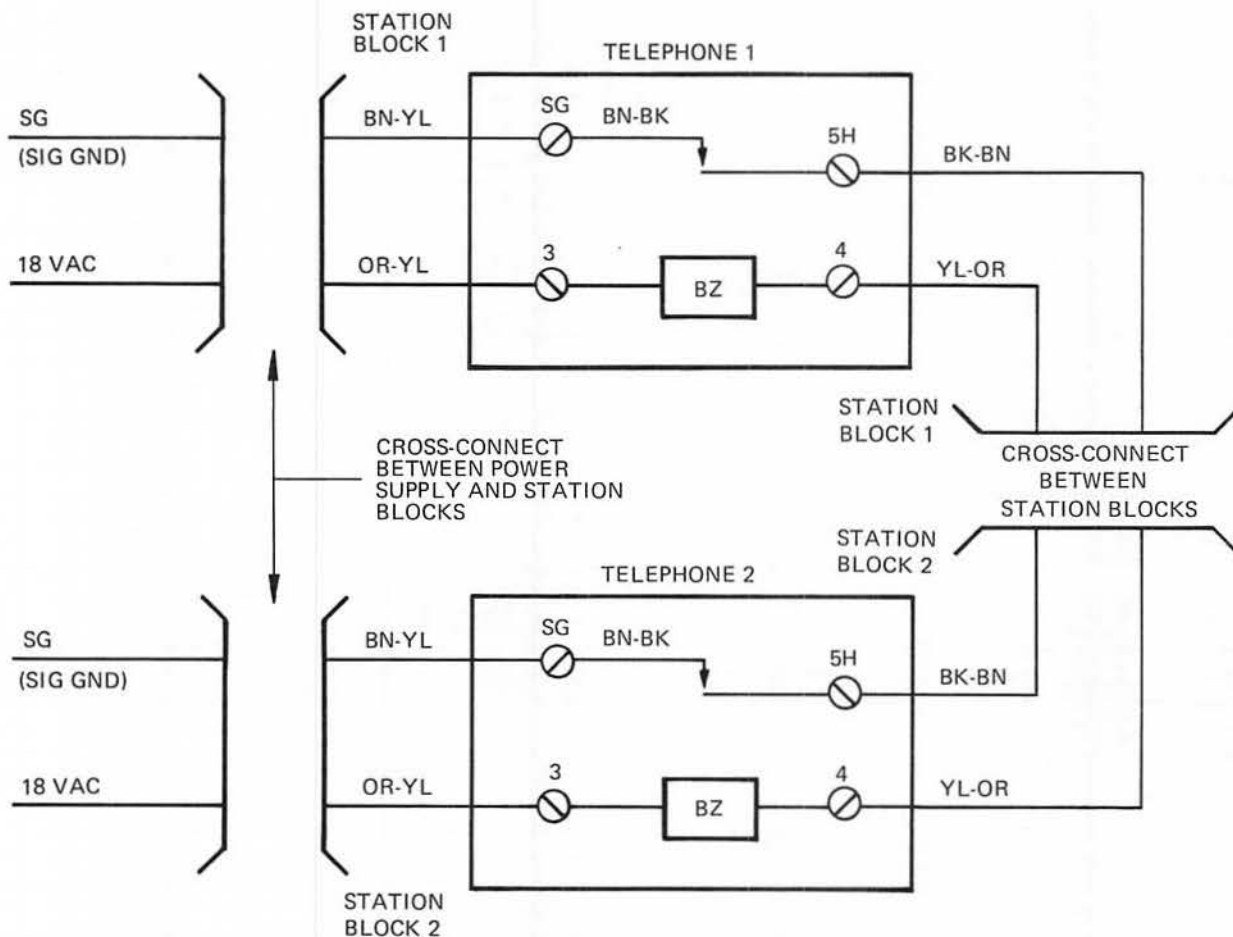 STATION
BLOCK 1
TELEPHONE 1
SG
(SIG GND)
BN-YL
SG
BN-BK
5H
BK-BN
18 VAC
OR-YL
3
BZ
4
YL-OR
CROSS-CONNECT
BETWEEN POWER
SUPPLY AND STATION
BLOCKS
STATION
BLOCK 1
CROSS-CONNECT
BETWEEN
STATION BLOCKS
STATION
BLOCK 2
TELEPHONE 2
SG
(SIG GND)
BN-YL
SG
BN-BK
5H
BK-BN
18 VAC
OR-YL
3
BZ
4
YL-OR
STATION
BLOCK 2